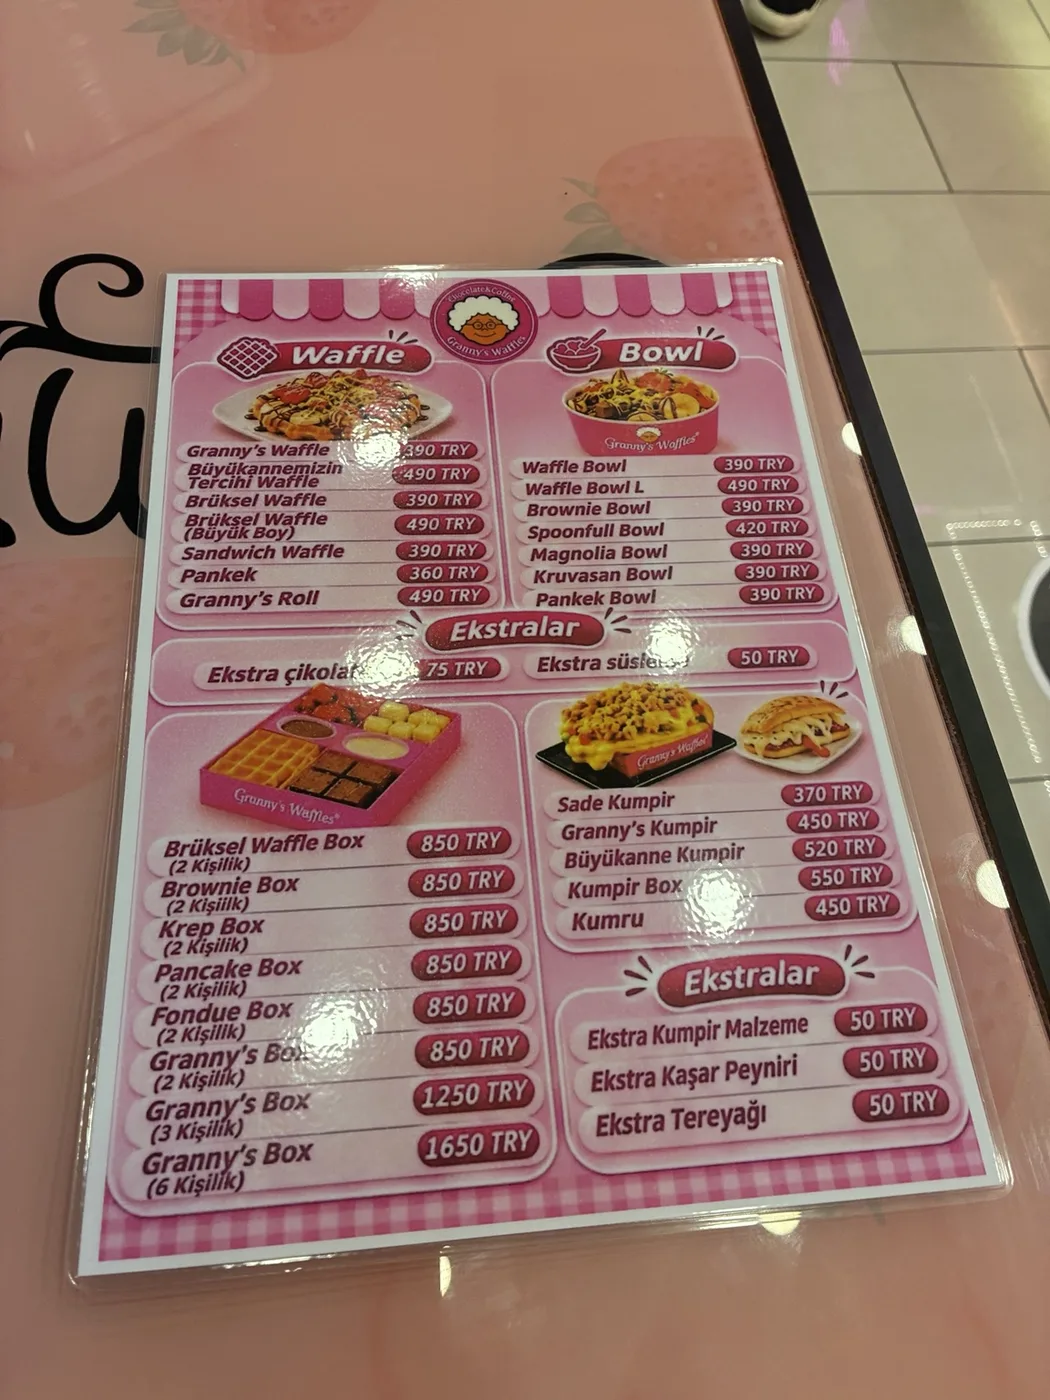 Chocolate & Coffee
Granny's Waffles
Waffle
Granny's Waffle 390 TRY
Büyükannemizin
Tercihi Waffle 490 TRY
Brüksel Waffle 390 TRY
Brüksel Waffle
(Büyük Boy) 490 TRY
Sandwich Waffle 390 TRY
Pankek 360 TRY
Granny's Roll 490 TRY
Bowl
Granny's Waffles
Waffle Bowl 390 TRY
Waffle Bowl L 490 TRY
Brownie Bowl 390 TRY
Spoonfull Bowl 420 TRY
Magnolia Bowl 390 TRY
Kruvasan Bowl 390 TRY
Pankek Bowl 390 TRY
Ekstralar
Ekstra 75 TRY
Ekstra 50 TRY
Granny's Waffles
Brüksel Waffle Box 850 TRY
(2 Kişilik)
Brownie Box 850 TRY
(2 Kişilik)
Krep Box 850 TRY
(2 Kişilik)
Pancake Box 850 TRY
(2 Kişilik)
Fondue Box 850 TRY
(2 Kişilik)
Granny's Box 850 TRY
(2 Kişilik)
Granny's Box 1250 TRY
(3 Kişilik)
Granny's Box 1650 TRY
(6 Kişilik)
Granny's Waffles
Sade Kumpir 370 TRY
Granny's Kumpir 450 TRY
Büyükanne Kumpir 520 TRY
Kumpir Box 550 TRY
Kumru 450 TRY
Ekstralar
Ekstra Kumpir Malzeme 50 TRY
Ekstra Kaşar Peyniri 50 TRY
Ekstra Tereyağı 50 TRY